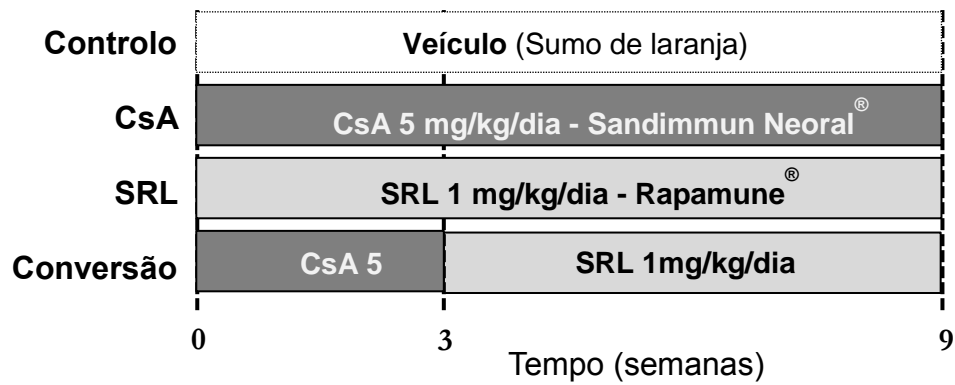 Controlo
Veículo (Sumo de laranja)
CsA
CsA 5 mg/kg/dia - Sandimmun Neoral®
SRL
SRL 1 mg/kg/dia - Rapamune®
Conversão
CsA 5
SRL 1mg/kg/dia
0
3
9
Tempo (semanas)